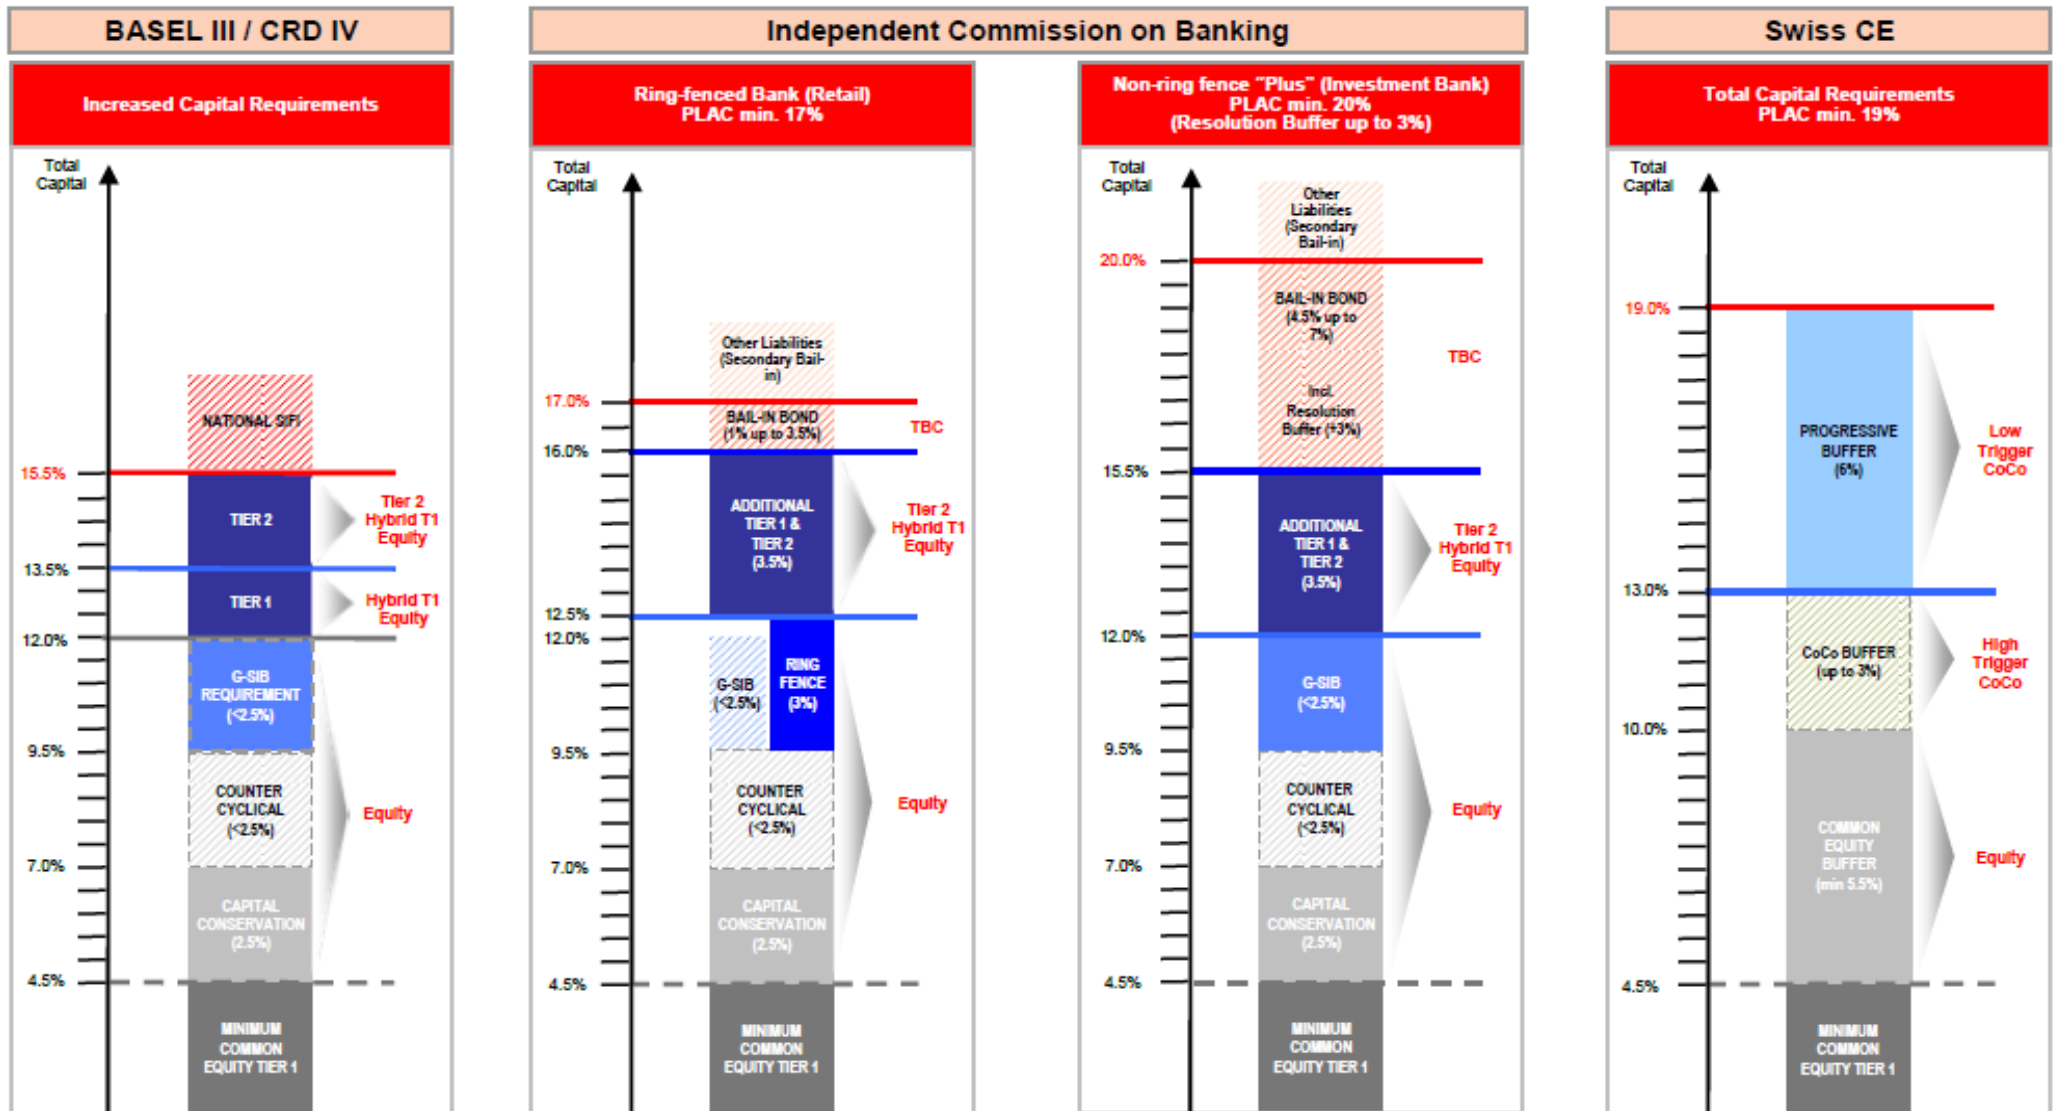 BASEL III / CRD IV
Increased Capital Requirements
Total
Capital
15.5%
13.5%
12.0%
9.5%
7.0%
4.5%
NATIONAL SIFI
TIER 2
TIER 1
G-SIB
REQUIREMENT
(<2.5%)
COUNTER
CYCLICAL
(<2.5%)
CAPITAL
CONSERVATION
(2.5%)
MINIMUM
COMMON
EQUITY TIER 1
Tier 2
Hybrid T1
Equity
Hybrid T1
Equity
Equity
Independent Commission on Banking
Ring-fenced Bank (Retail)
PLAC min. 17%
Total
Capital
17.0%
16.0%
12.5%
12.0%
9.5%
7.0%
4.5%
Other Liabilities
(Secondary Bail-
in)
BAIL-IN BOND
(1% up to 3.5%)
ADDITIONAL
TIER 1 &
TIER 2
(3.5%)
G-SIB
(<2.5%)
RING
FENCE
(3%)
COUNTER
CYCLICAL
(<2.5%)
CAPITAL
CONSERVATION
(2.5%)
MINIMUM
COMMON
EQUITY TIER 1
TBC
Tier 2
Hybrid T1
Equity
Equity
Non-ring fence "Plus" (Investment Bank)
PLAC min. 20%
(Resolution Buffer up to 3%)
Total
Capital
20.0%
15.5%
12.0%
9.5%
7.0%
4.5%
Other
Liabilities
(Secondary
Bail-in)
BAIL-IN BOND
(4.5% up to
7%)
Incl.
Resolution
Buffer (+3%)
ADDITIONAL
TIER 1 &
TIER 2
(3.5%)
G-SIB
(<2.5%)
COUNTER
CYCLICAL
(<2.5%)
CAPITAL
CONSERVATION
(2.5%)
MINIMUM
COMMON
EQUITY TIER 1
TBC
Tier 2
Hybrid T1
Equity
Equity
Swiss CE
Total Capital Requirements
PLAC min. 19%
Total
Capital
19.0%
13.0%
10.0%
4.5%
PROGRESSIVE
BUFFER
(6%)
CoCo BUFFER
(up to 3%)
COMMON
EQUITY
BUFFER
(min 5.5%)
MINIMUM
COMMON
EQUITY TIER 1
Low
Trigger
CoCo
High
Trigger
CoCo
Equity